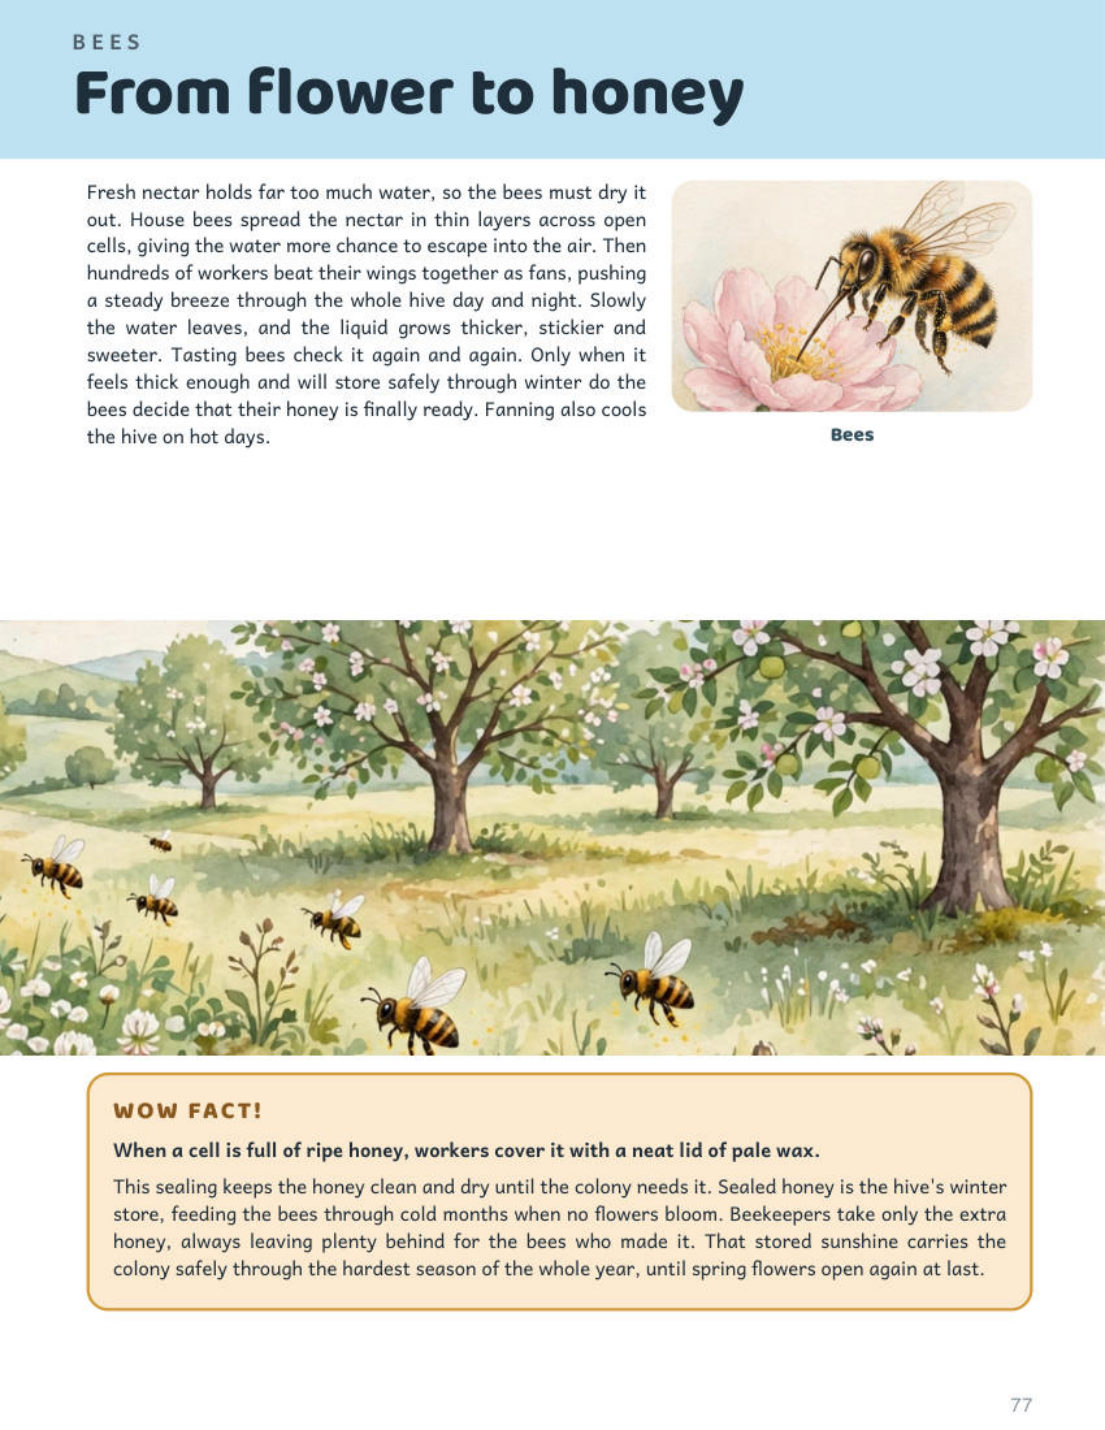 BEES
From flower to honey
Fresh nectar holds far too much water, so the bees must dry it
out. House bees spread the nectar in thin layers across open
cells, giving the water more chance to escape into the air. Then
hundreds of workers beat their wings together as fans, pushing
a steady breeze through the whole hive day and night. Slowly
the water leaves, and the liquid grows thicker, stickier and
sweeter. Tasting bees check it again and again. Only when it
feels thick enough and will store safely through winter do the
bees decide that their honey is finally ready. Fanning also cools
the hive on hot days.
Bees
WOW FACT!
When a cell is full of ripe honey, workers cover it with a neat lid of pale wax.
This sealing keeps the honey clean and dry until the colony needs it. Sealed honey is the hive's winter
store, feeding the bees through cold months when no flowers bloom. Beekeepers take only the extra
honey, always leaving plenty behind for the bees who made it. That stored sunshine carries the
colony safely through the hardest season of the whole year, until spring flowers open again at last.
77